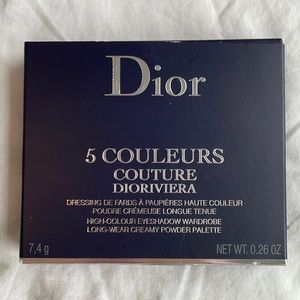 Dior
5 COULEURS
COUTURE
DIORIVIERA
DRESSING DE FARDS À PAUPIÈRES HAUTE COULEUR
POUDRE CRÉMEUSE LONGUE TENUE
HIGH-COLOUR EYESHADOW WARDROBE
LONG-WEAR CREAMY POWDER PALETTE
7,4 g NET WT. 0.26 OZ